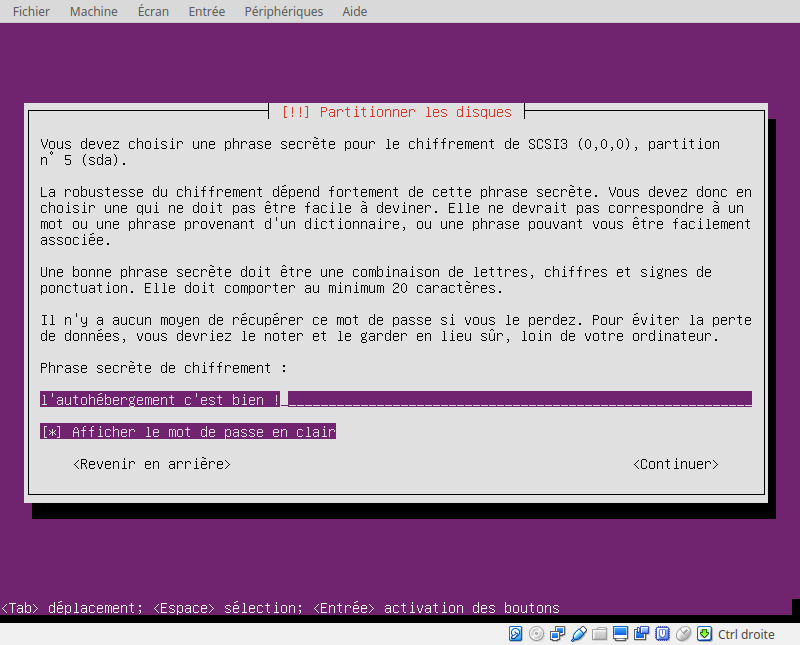 Fichier Machine Écran Entrée Périphériques Aide
[!!] Partitionner les disques
Vous devez choisir une phrase secrète pour le chiffrement de SCSI3 (0,0,0), partition
n° 5 (sda).
La robustesse du chiffrement dépend fortement de cette phrase secrète. Vous devez donc en
choisir une qui ne doit pas être facile à deviner. Elle ne devrait pas correspondre à un
mot ou une phrase provenant d'un dictionnaire, ou une phrase pouvant vous être facilement
associée.
Une bonne phrase secrète doit être une combinaison de lettres, chiffres et signes de
ponctuation. Elle doit comporter au minimum 20 caractères.
Il n'y a aucun moyen de récupérer ce mot de passe si vous le perdez. Pour éviter la perte
de données, vous devriez le noter et le garder en lieu sûr, loin de votre ordinateur.
Phrase secrète de chiffrement :
l'autohébergement c'est bien !
[*] Afficher le mot de passe en clair
<Revenir en arrière> <Continuer>
<Tab> déplacement; <Espace> sélection; <Entrée> activation des boutons
Ctrl droite